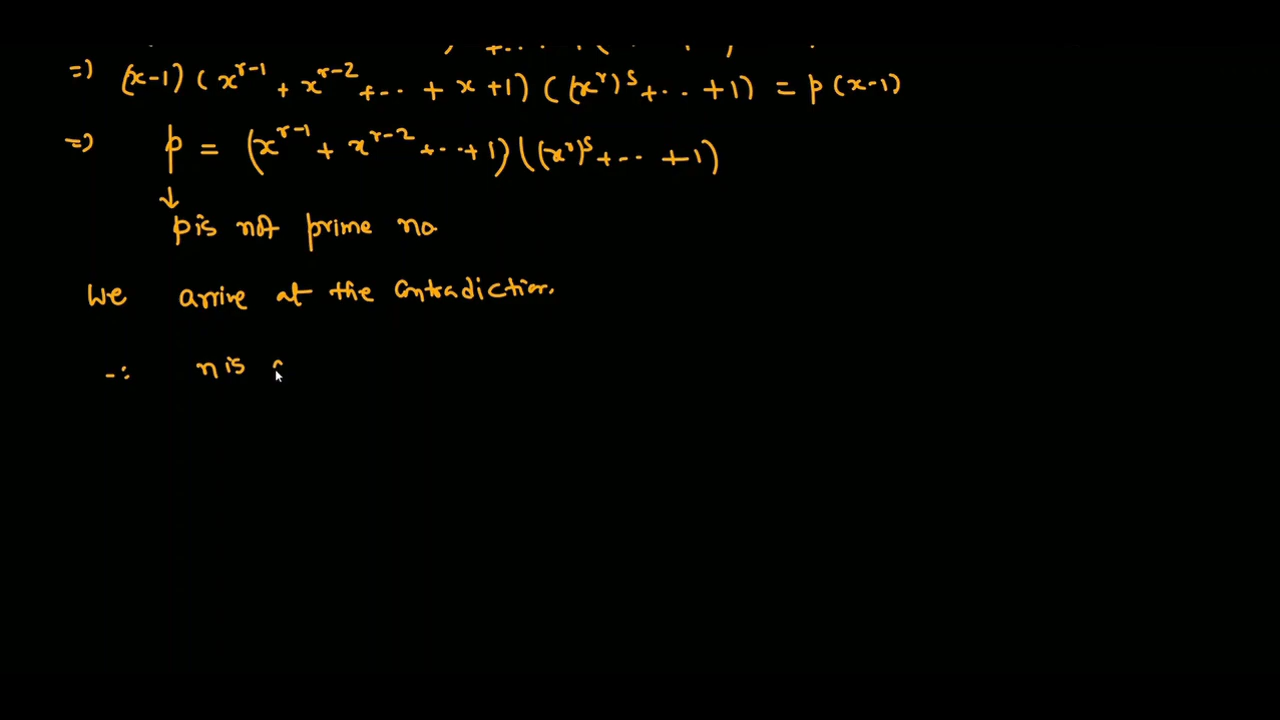 =) (x-1) ( x^{r-1} + x^{r-2} +... + x +1) ( (x^r)^s +... +1) = p (x-1)
=) p = (x^{r-1} + x^{r-2} +...+1) ((x^r)^s +... +1)
↓
p is not prime no
We arrive at the contradiction.
∴ n is